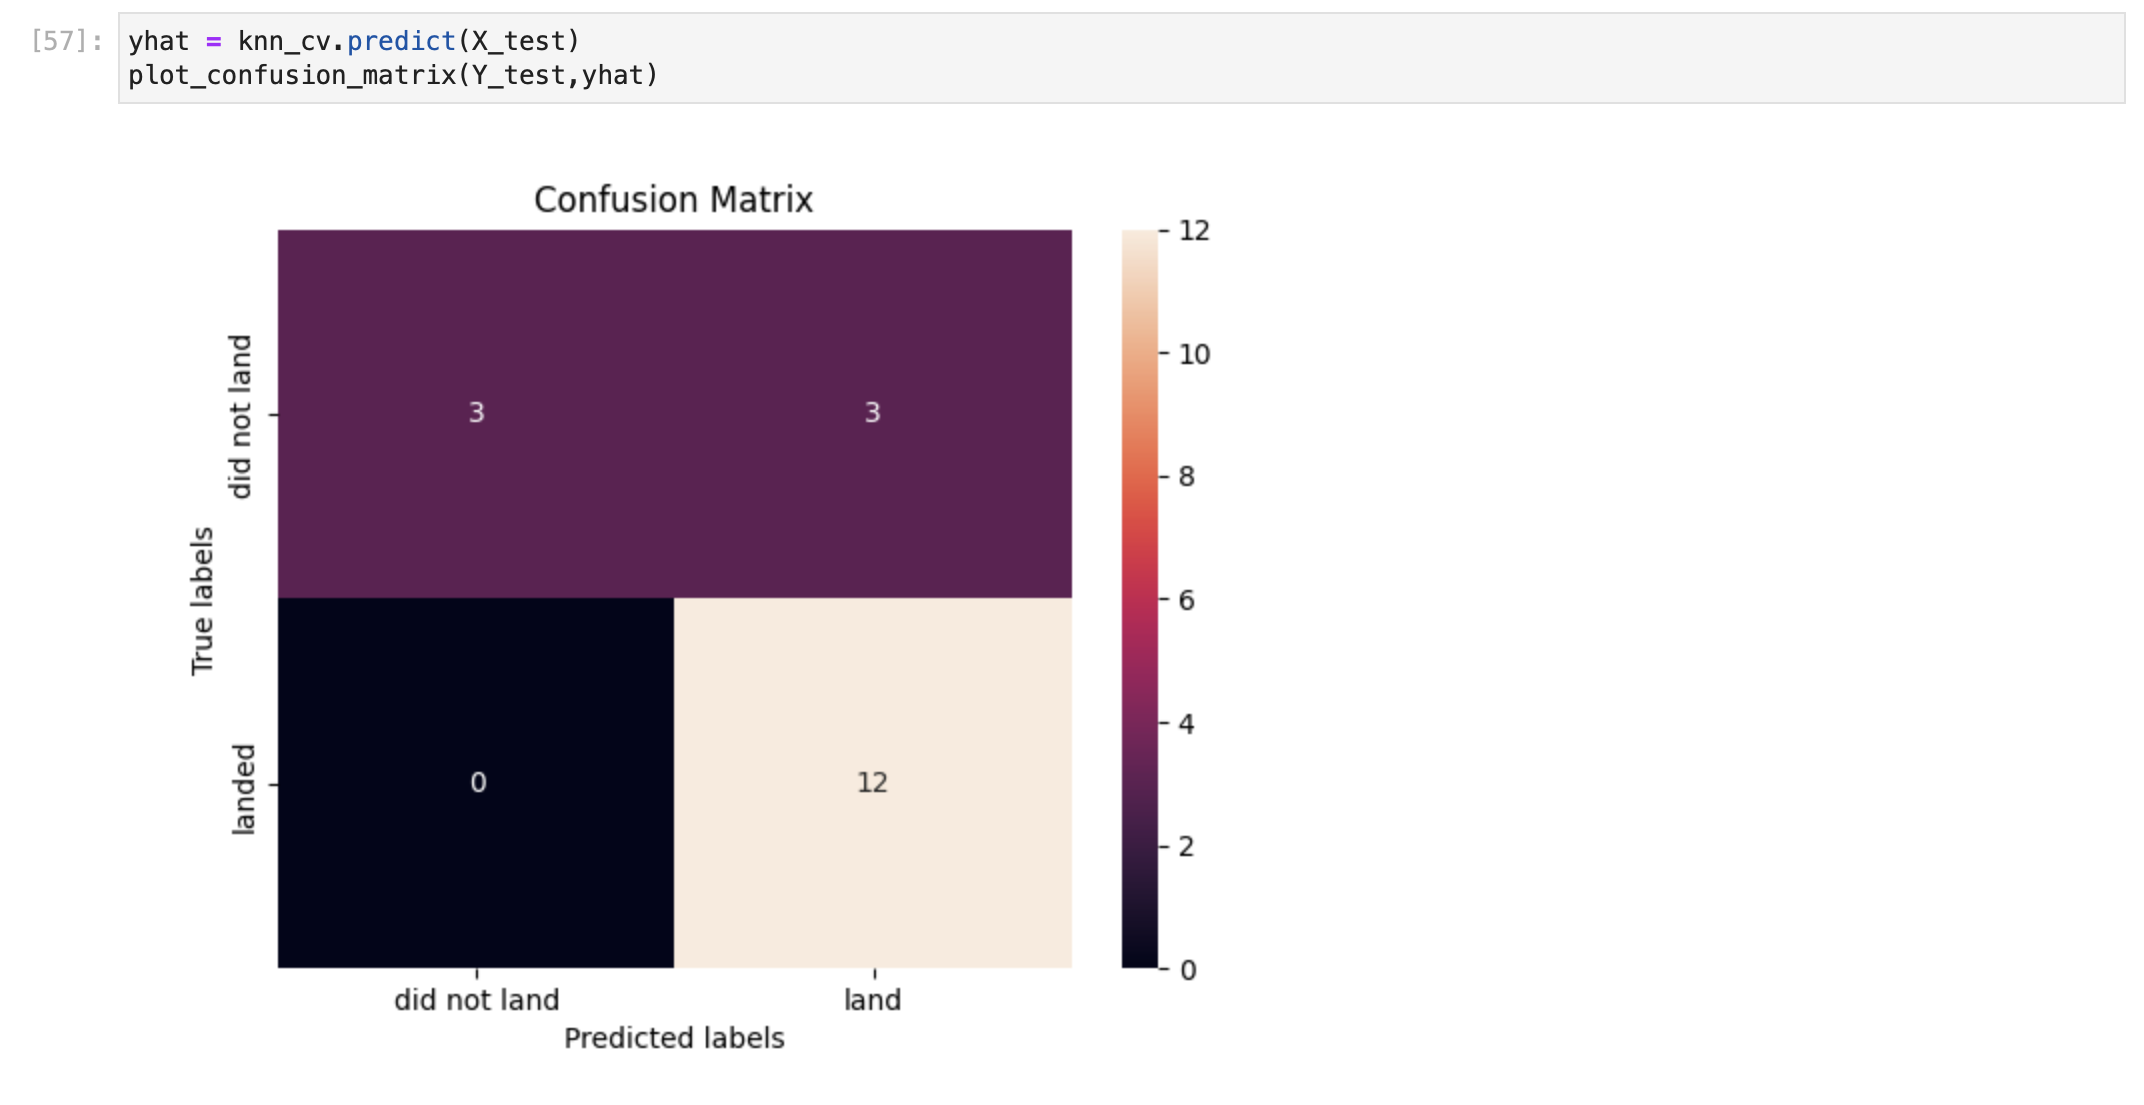 [57]:
yhat = knn_cv.predict(X_test)
plot_confusion_matrix(Y_test,yhat)
Confusion Matrix
12
10
8
6
4
2
0
True labels
did not land
landed
3
3
0
12
did not land
land
Predicted labels